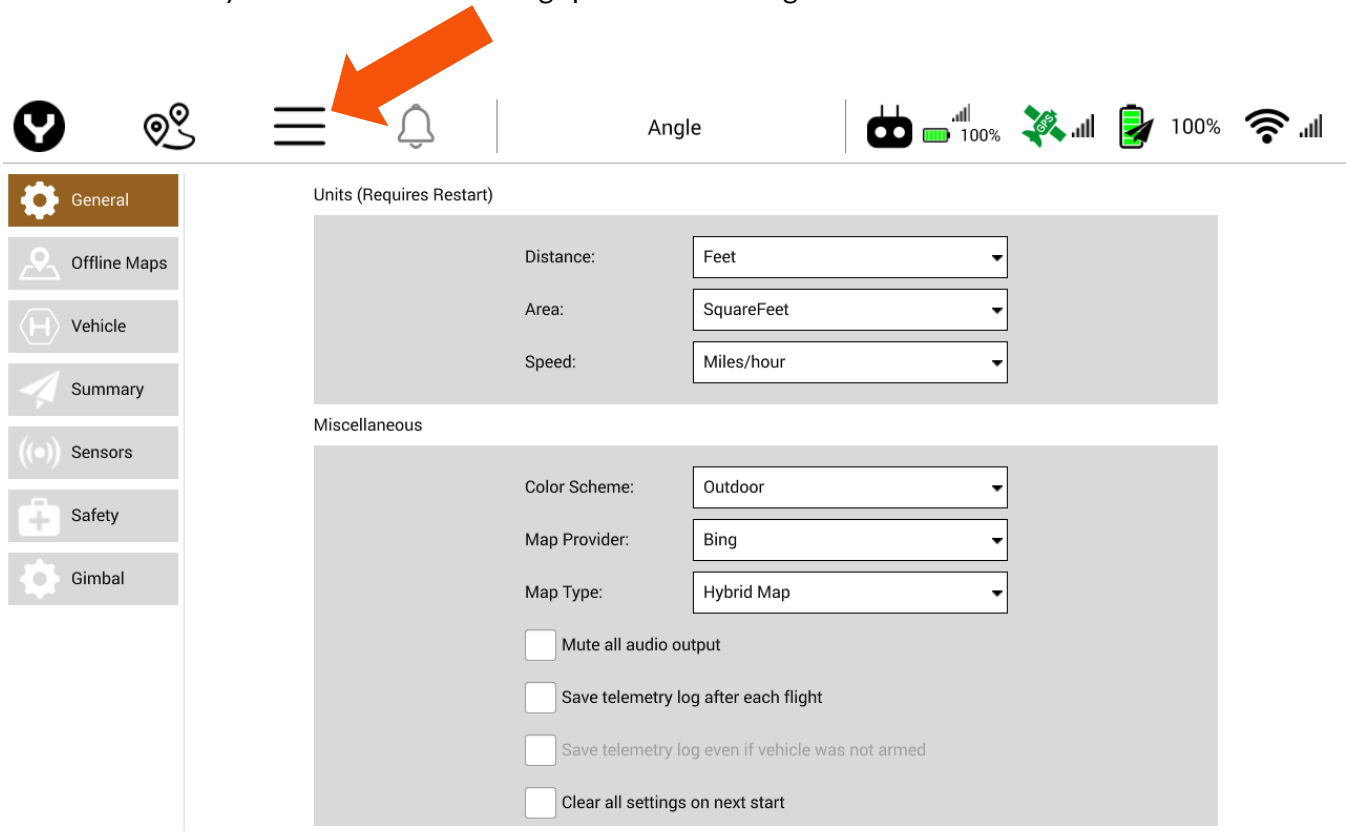 Angle
100%
GPS
100%
General
Offline Maps
Vehicle
Summary
Sensors
Safety
Gimbal
Units (Requires Restart)
Distance: Feet
Area: SquareFeet
Speed: Miles/hour
Miscellaneous
Color Scheme: Outdoor
Map Provider: Bing
Map Type: Hybrid Map
Mute all audio output
Save telemetry log after each flight
Save telemetry log even if vehicle was not armed
Clear all settings on next start